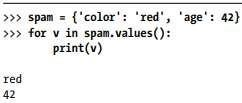 >>> spam = {'color': 'red', 'age': 42}
>>> for v in spam.values():
        print(v)

red
42